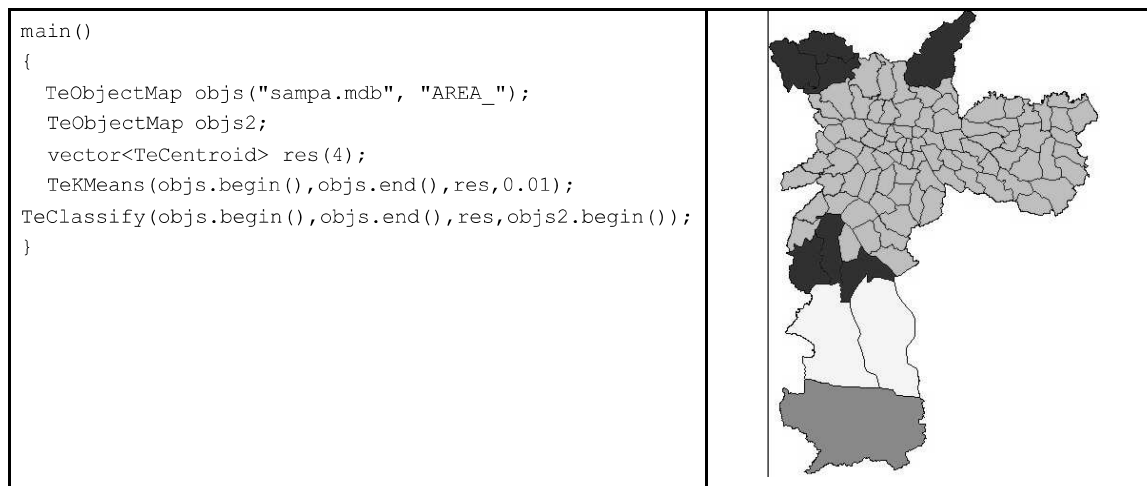 main()
{
TeObjectMap objs("sampa.mdb", "AREA_");
TeObjectMap objs2;
vector<TeCentroid> res(4);
TeKMeans(objs.begin(),objs.end(),res,0.01);
TeClassify(objs.begin(),objs.end(),res,objs2.begin());
}